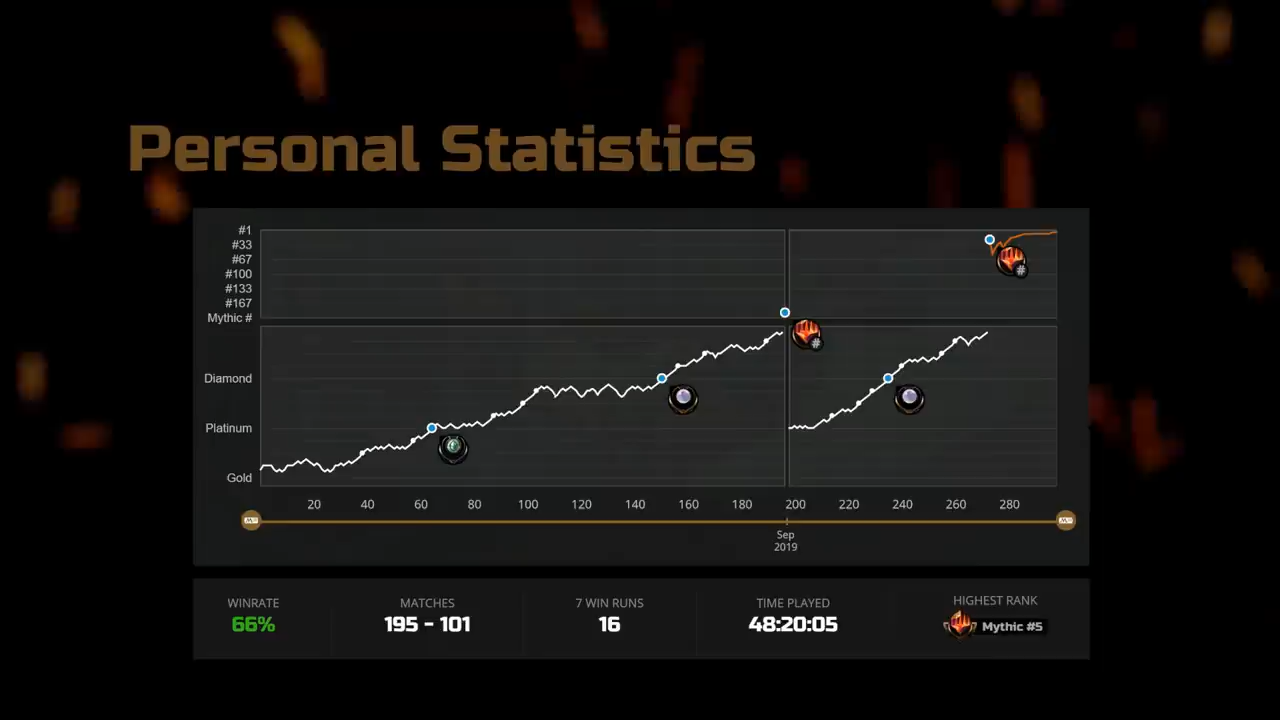 Personal Statistics
#1
#33
#67
#100
#133
#167
Mythic #
Diamond
Platinum
Gold
20 40 60 80 100 120 140 160 180 200 220 240 260 280
Sep
2019
WINRATE MATCHES 7 WIN RUNS TIME PLAYED HIGHEST RANK
66% 195 - 101 16 48:20:05 Mythic #5